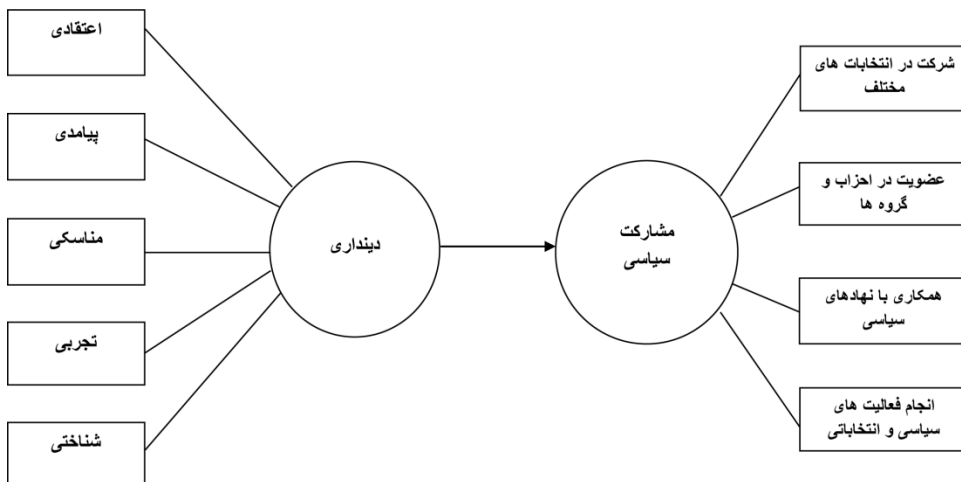 اعتقادی
پیامدی
مناسکی
تجربی
شناختی
دینداری
مشارکت
سیاسی
شرکت در انتخابات های
مختلف
عضویت در احزاب و
گروه ها
همکاری با نهادهای
سیاسی
انجام فعالیت های
سیاسی و انتخاباتی